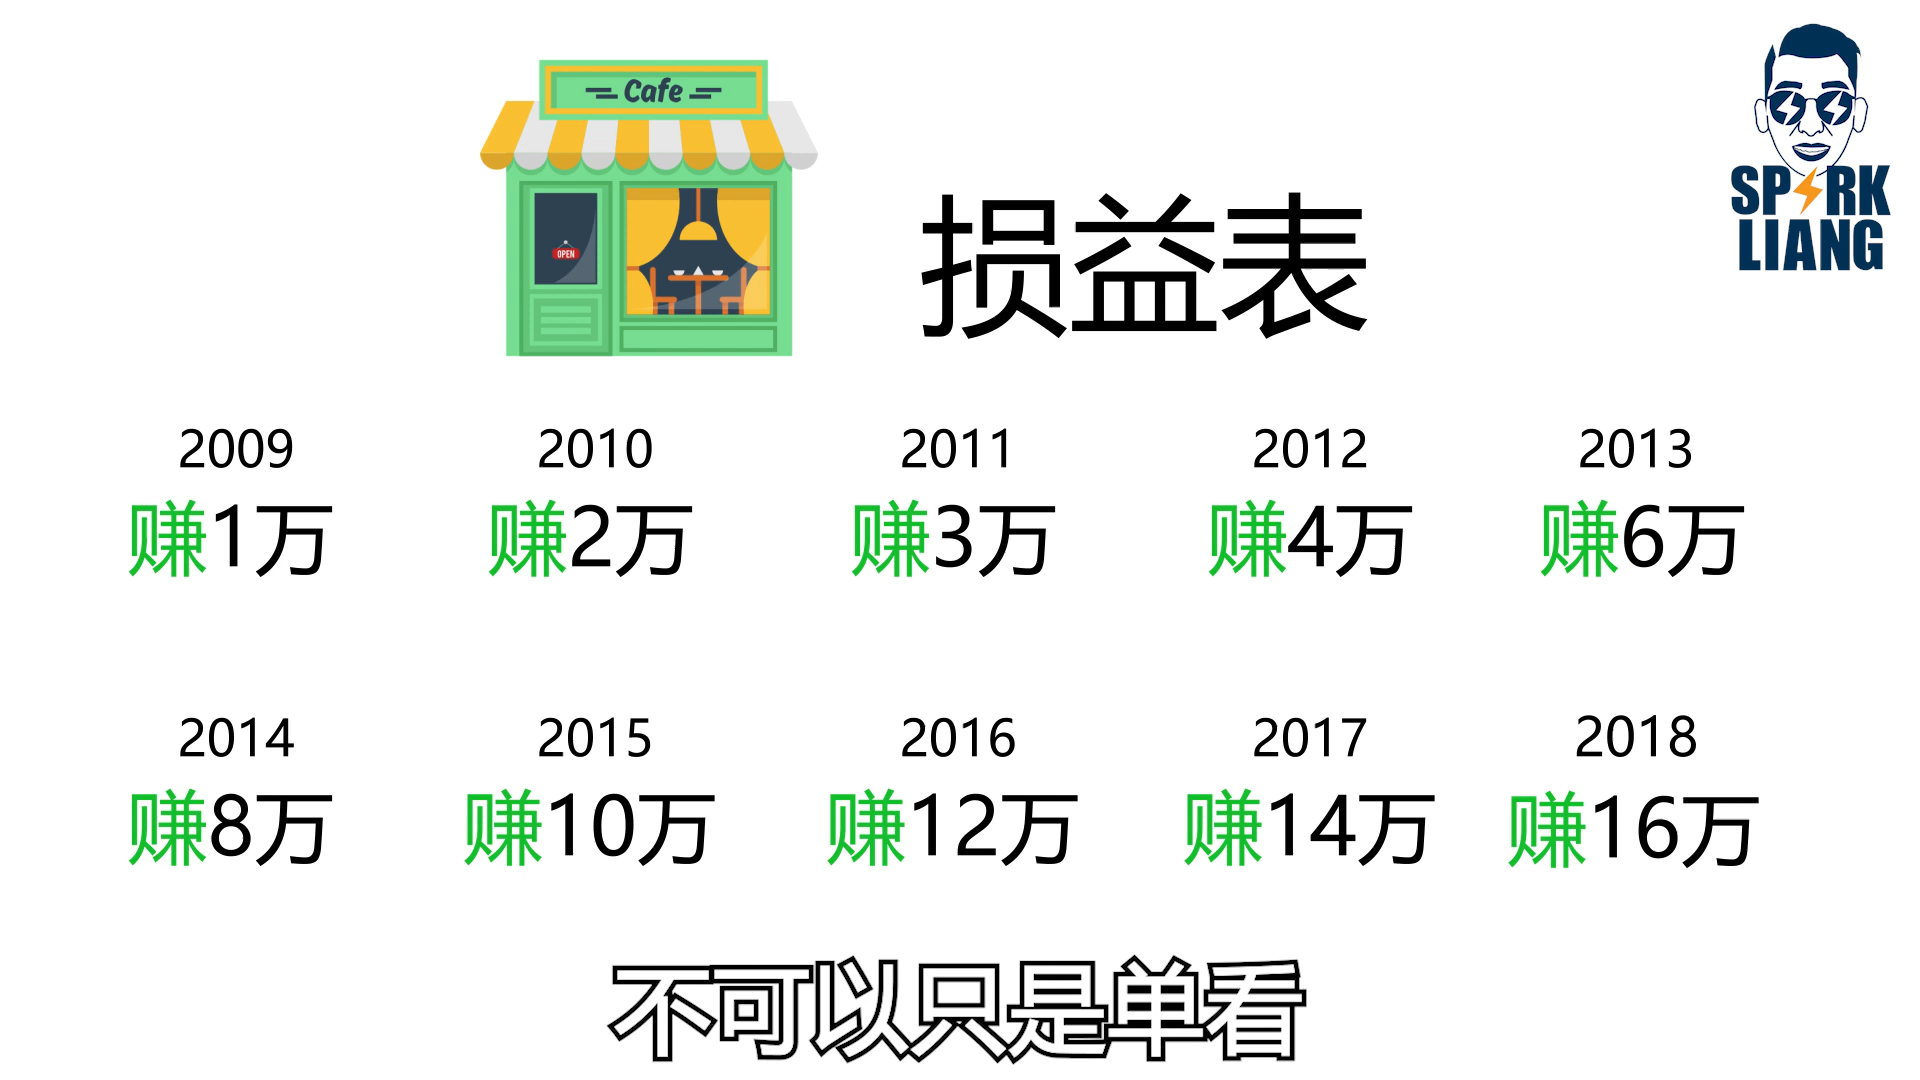 Cafe
OPEN
SPARK
LIANG
损益表
2009 2010 2011 2012 2013
赚1万 赚2万 赚3万 赚4万 赚6万
2014 2015 2016 2017 2018
赚8万 赚10万 赚12万 赚14万 赚16万
不可以只是单看